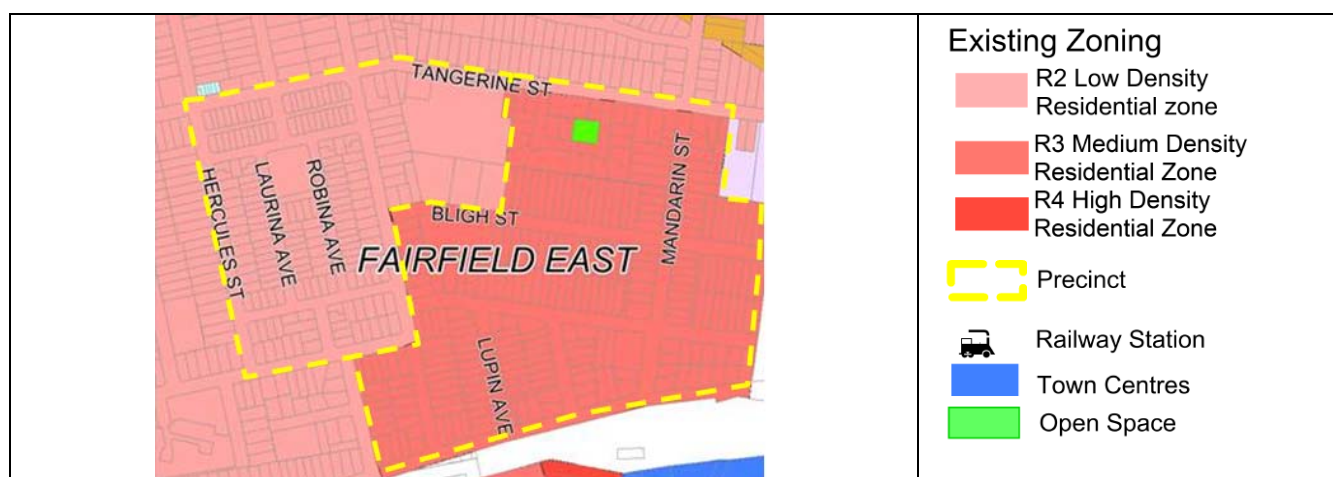 TANGERINE ST
MANDARIN ST
HERCULES ST
LAURINA AVE
ROBINA AVE
BLIGH ST
FAIRFIELD EAST
LUPIN AVE
Existing Zoning
R2 Low Density
Residential zone
R3 Medium Density
Residential Zone
R4 High Density
Residential Zone
Precinct
Railway Station
Town Centres
Open Space